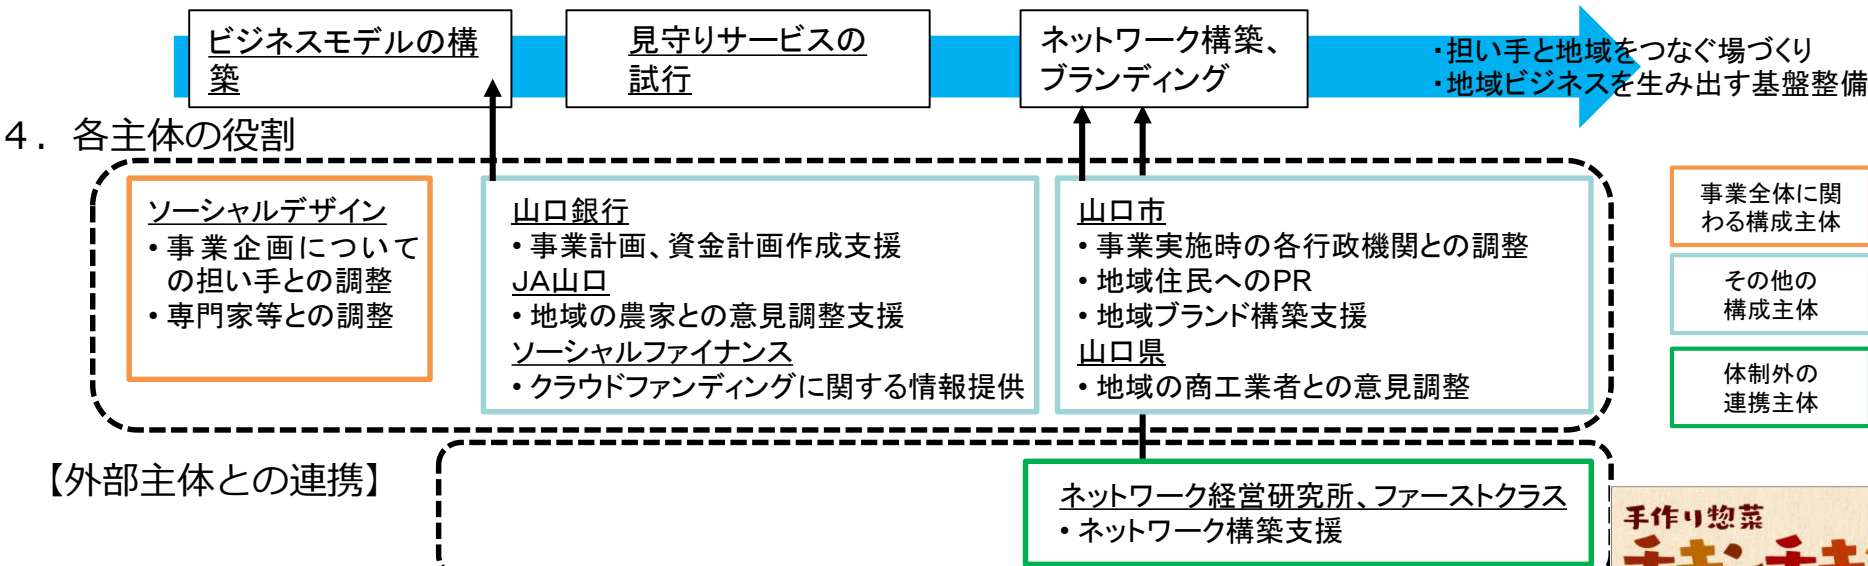 ビジネスモデルの構
築
見守りサービスの
試行
ネットワーク構築、
ブランディング
・担い手と地域をつなぐ場づくり
・地域ビジネスを生み出す基盤整備
4．各主体の役割
ソーシャルデザイン
・事業企画について
の担い手との調整
・専門家等との調整
山口銀行
・事業計画、資金計画作成支援
JA山口
・地域の農家との意見調整支援
ソーシャルファイナンス
・クラウドファンディングに関する情報提供
山口市
・事業実施時の各行政機関との調整
・地域住民へのPR
・地域ブランド構築支援
山口県
・地域の商工業者との意見調整
事業全体に関
わる構成主体
その他の
構成主体
体制外の
連携主体
【外部主体との連携】
ネットワーク経営研究所、ファーストクラス
・ネットワーク構築支援
手作り惣菜